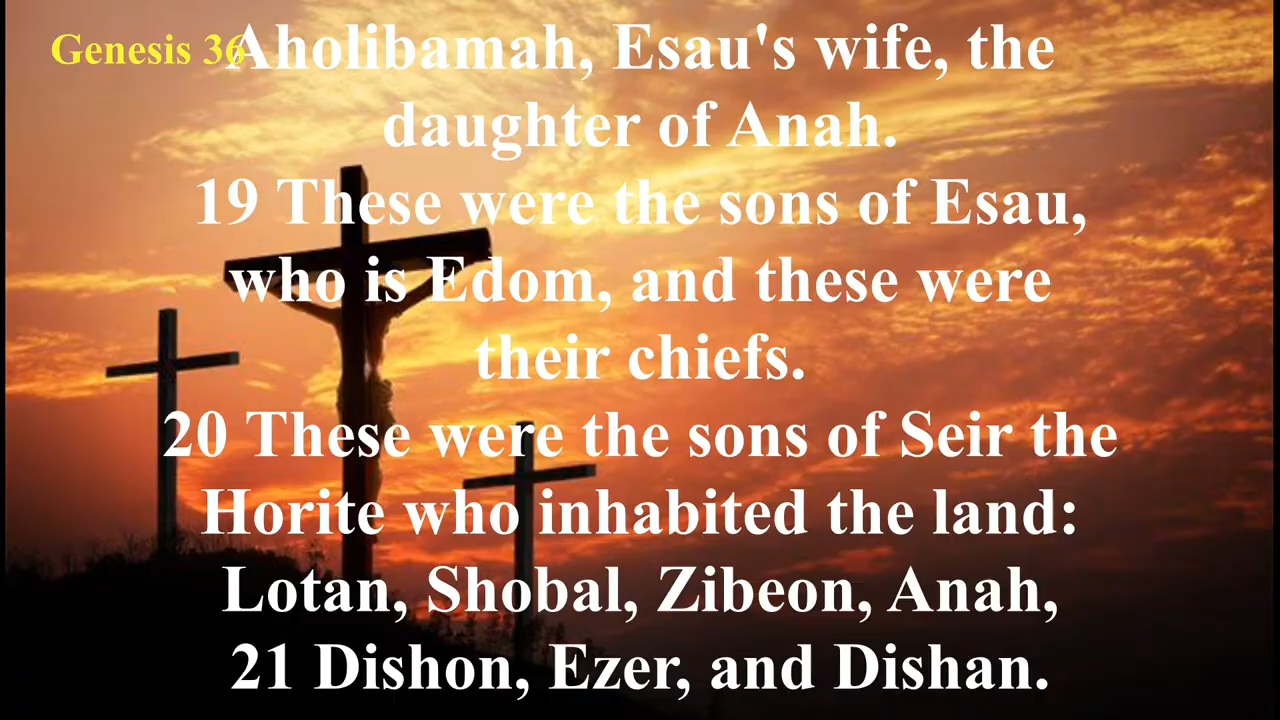 Genesis 36
Aholibamah, Esau's wife, the
daughter of Anah.
19 These were the sons of Esau,
who is Edom, and these were
their chiefs.
20 These were the sons of Seir the
Horite who inhabited the land:
Lotan, Shobal, Zibeon, Anah,
21 Dishon, Ezer, and Dishan.